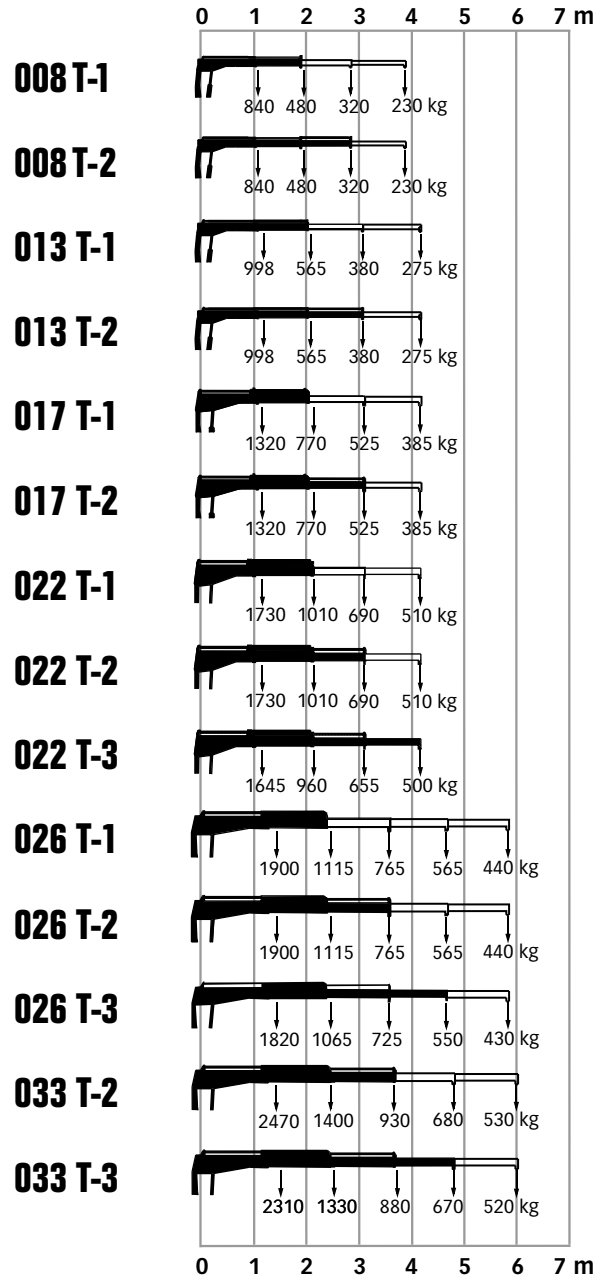 0 1 2 3 4 5 6 7 m
008 T-1
840 480 320 230 kg
008 T-2
840 480 320 230 kg
013 T-1
998 565 380 275 kg
013 T-2
998 565 380 275 kg
017 T-1
1320 770 525 385 kg
017 T-2
1320 770 525 385 kg
022 T-1
1730 1010 690 510 kg
022 T-2
1730 1010 690 510 kg
022 T-3
1645 960 655 500 kg
026 T-1
1900 1115 765 565 440 kg
026 T-2
1900 1115 765 565 440 kg
026 T-3
1820 1065 725 550 430 kg
033 T-2
2470 1400 930 680 530 kg
033 T-3
2310 1330 880 670 520 kg
0 1 2 3 4 5 6 7 m